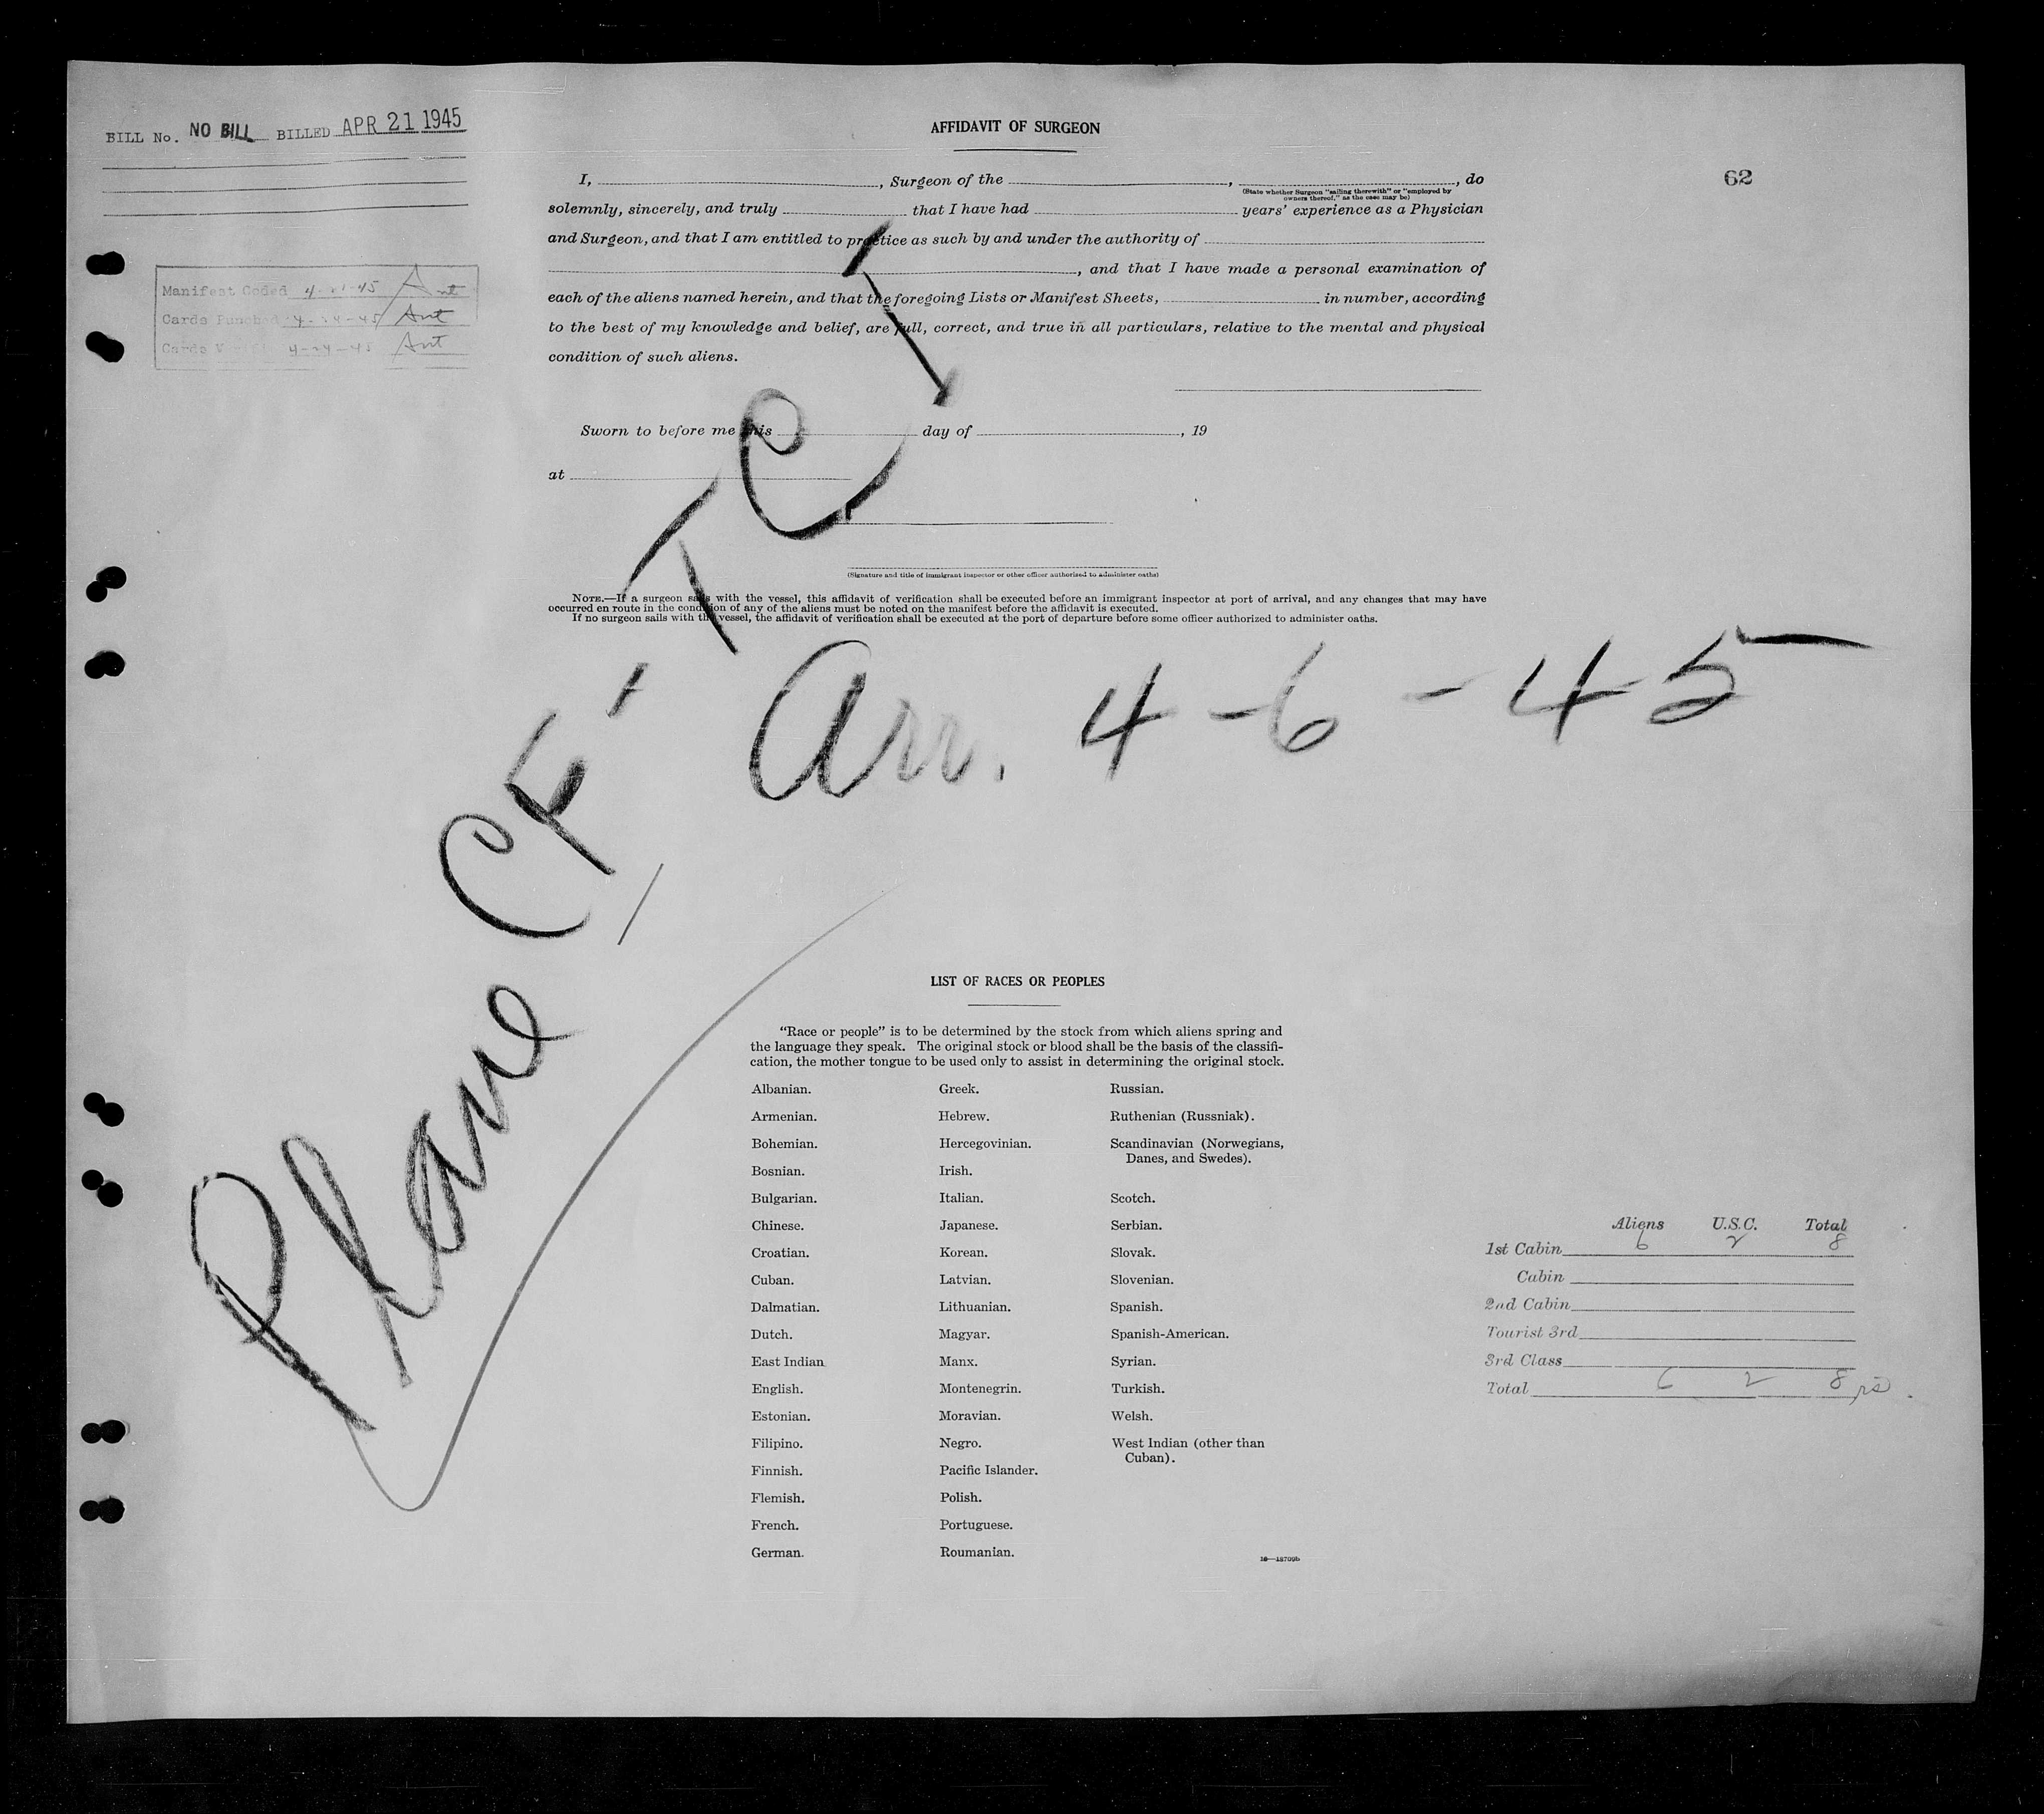 BILL No. NO BILL BILLED APR 21 1945
AFFIDAVIT OF SURGEON
62
I, , Surgeon of the , , do
(State whether Surgeon "sailing therewith" or "employed by
owners thereof," as the case may be)
solemnly, sincerely, and truly that I have had years' experience as a Physician
and Surgeon, and that I am entitled to practice as such by and under the authority of
, and that I have made a personal examination of
each of the aliens named herein, and that the foregoing Lists or Manifest Sheets, in number, according
to the best of my knowledge and belief, are full, correct, and true in all particulars, relative to the mental and physical
condition of such aliens.
Manifest Coded Ant
Cards Punched 4-24-45 Ant
Cards 4-24-45 Ant
Sworn to before me this day of , 19
at
(Signature and title of immigrant inspector or other officer authorized to administer oaths)
NOTE.—If a surgeon sails with the vessel, this affidavit of verification shall be executed before an immigrant inspector at port of arrival, and any changes that may have
occurred en route in the condition of any of the aliens must be noted on the manifest before the affidavit is executed.
If no surgeon sails with the vessel, the affidavit of verification shall be executed at the port of departure before some officer authorized to administer oaths.
Plane CF-TCT
Arr. 4-6-45
LIST OF RACES OR PEOPLES
"Race or people" is to be determined by the stock from which aliens spring and
the language they speak. The original stock or blood shall be the basis of the classifi-
cation, the mother tongue to be used only to assist in determining the original stock.
Albanian.
Armenian.
Bohemian.
Bosnian.
Bulgarian.
Chinese.
Croatian.
Cuban.
Dalmatian.
Dutch.
East Indian
English.
Estonian.
Filipino.
Finnish.
Flemish.
French.
German.
Greek.
Hebrew.
Hercegovinian.
Irish.
Italian.
Japanese.
Korean.
Latvian.
Lithuanian.
Magyar.
Manx.
Montenegrin.
Moravian.
Negro.
Pacific Islander.
Polish.
Portuguese.
Roumanian.
Russian.
Ruthenian (Russniak).
Scandinavian (Norwegians,
Danes, and Swedes).
Scotch.
Serbian.
Slovak.
Slovenian.
Spanish.
Spanish-American.
Syrian.
Turkish.
Welsh.
West Indian (other than
Cuban).
16—18709b
Aliens U.S.C. Total
1st Cabin 6 2 8
Cabin
2nd Cabin
Tourist 3rd
3rd Class
Total 6 2 8